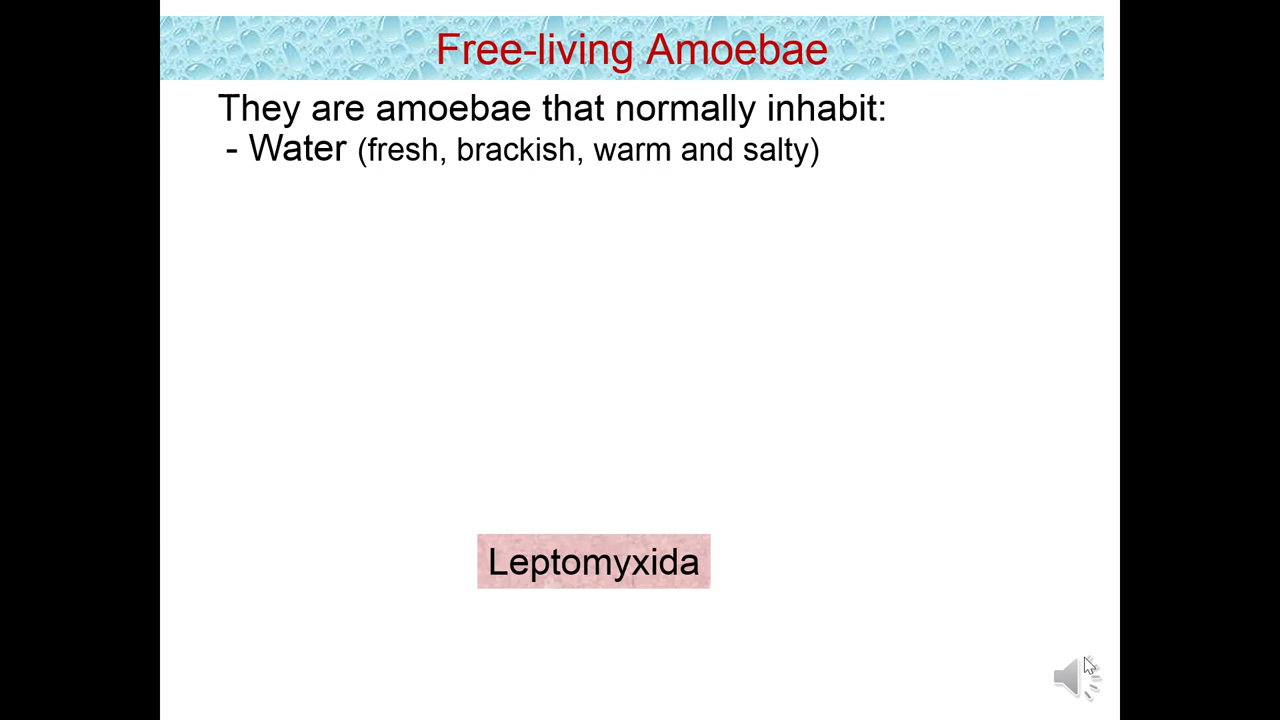 Free-living Amoebae
They are amoebae that normally inhabit:
- Water (fresh, brackish, warm and salty)
Leptomyxida